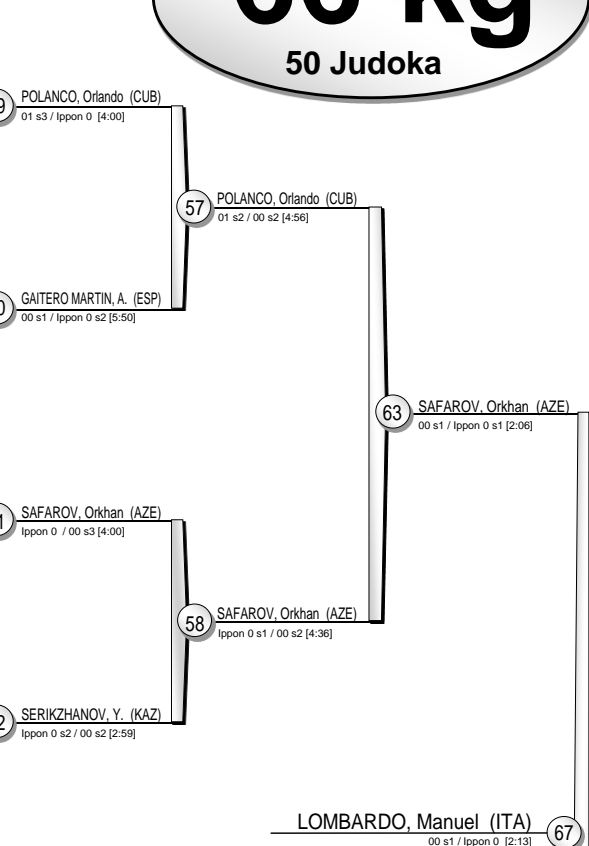 50 Judoka
POLANCO, Orlando (CUB)
01 s3 / Ippon 0 [4:00]
57
POLANCO, Orlando (CUB)
01 s2 / 00 s2 [4:56]
GAITERO MARTIN, A. (ESP)
00 s1 / Ippon 0 s2 [5:50]
63
SAFAROV, Orkhan (AZE)
00 s1 / Ippon 0 s1 [2:06]
SAFAROV, Orkhan (AZE)
Ippon 0 / 00 s3 [4:00]
58
SAFAROV, Orkhan (AZE)
Ippon 0 s1 / 00 s2 [4:36]
SERIKZHANOV, Y. (KAZ)
Ippon 0 s2 / 00 s2 [2:59]
LOMBARDO, Manuel (ITA)
00 s1 / Ippon 0 [2:13]
67